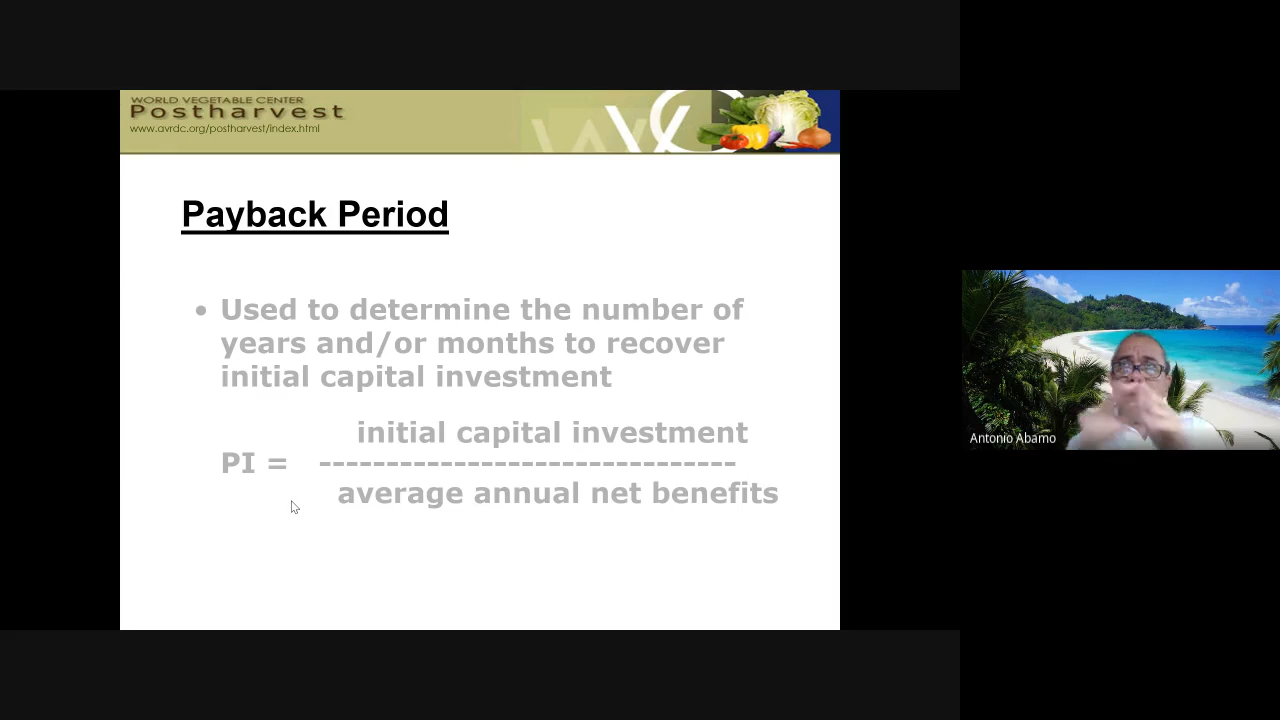 WORLD VEGETABLE CENTER
Postharvest
www.avrdc.org/postharvest/index.html
Payback Period
• Used to determine the number of
years and/or months to recover
initial capital investment
initial capital investment
PI = -------------------------------
average annual net benefits
Antonio Abamo